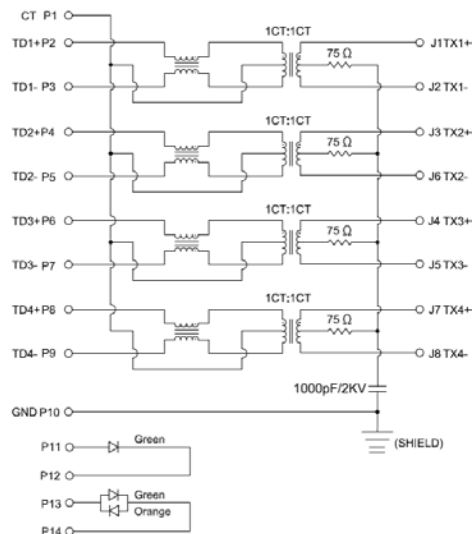 CT P1
1CT:1CT
TD1+P2
J1TX1+
75 Ω
TD1- P3
J2 TX1-
1CT:1CT
TD2+P4
J3 TX2+
75 Ω
TD2- P5
J6 TX2-
1CT:1CT
TD3+P6
J4 TX3+
75 Ω
TD3- P7
J5 TX3-
1CT:1CT
TD4+P8
J7 TX4+
75 Ω
TD4- P9
J8 TX4-
1000pF/2KV
GND P10
(SHIELD)
P11
Green
P12
P13
Green
Orange
P14